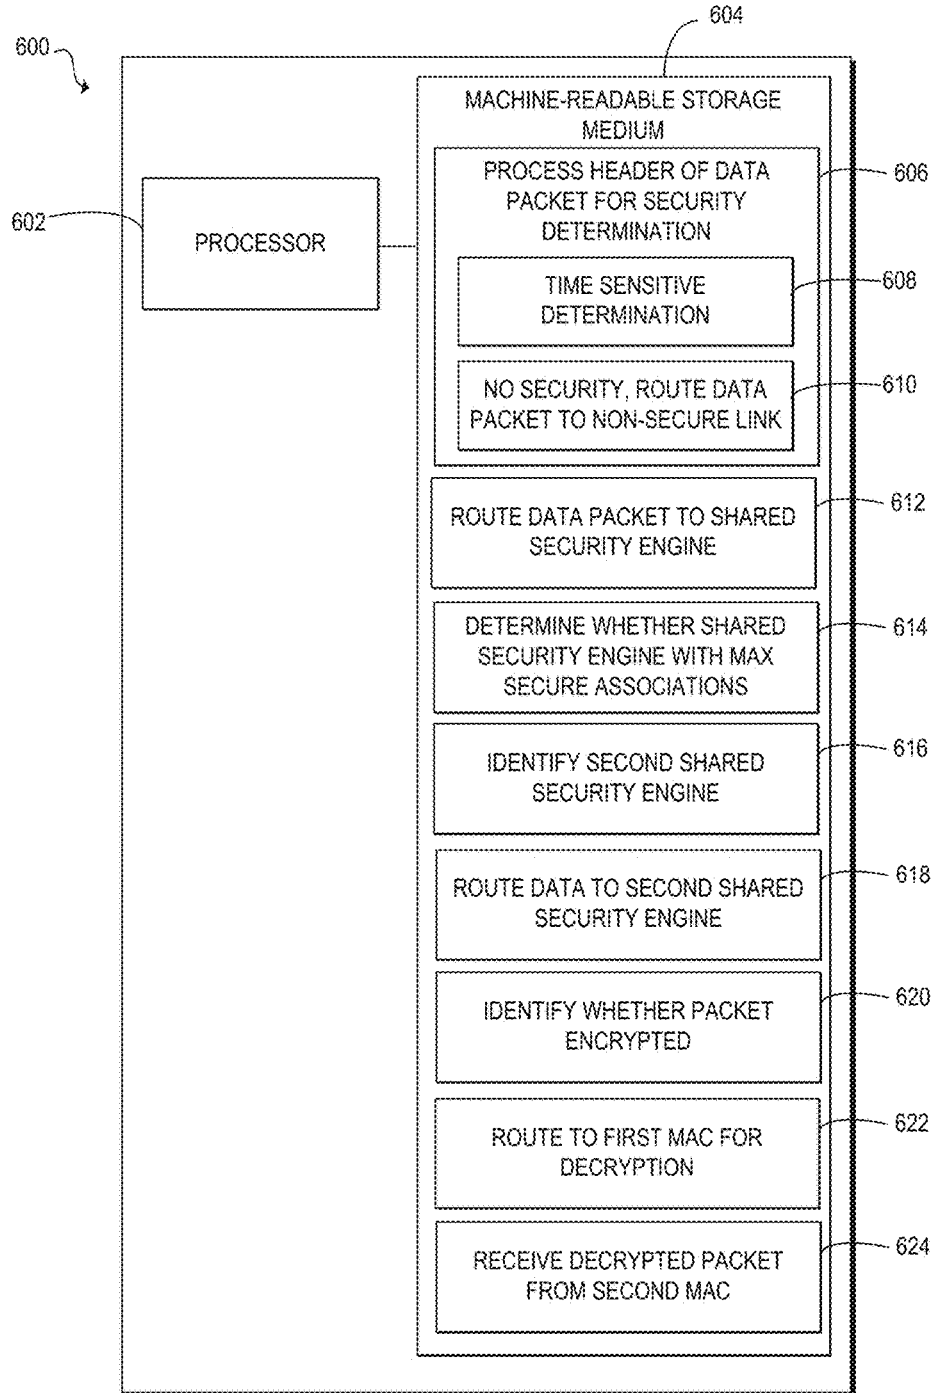 604
600
MACHINE-READABLE STORAGE
MEDIUM
PROCESS HEADER OF DATA
PACKET FOR SECURITY
DETERMINATION
606
602
PROCESSOR
TIME SENSITIVE
DETERMINATION
608
NO SECURITY, ROUTE DATA
PACKET TO NON-SECURE LINK
610
ROUTE DATA PACKET TO SHARED
SECURITY ENGINE
612
DETERMINE WHETHER SHARED
SECURITY ENGINE WITH MAX
SECURE ASSOCIATIONS
614
IDENTIFY SECOND SHARED
SECURITY ENGINE
616
ROUTE DATA TO SECOND SHARED
SECURITY ENGINE
618
IDENTIFY WHETHER PACKET
ENCRYPTED
620
ROUTE TO FIRST MAC FOR
DECRYPTION
622
RECEIVE DECRYPTED PACKET
FROM SECOND MAC
624